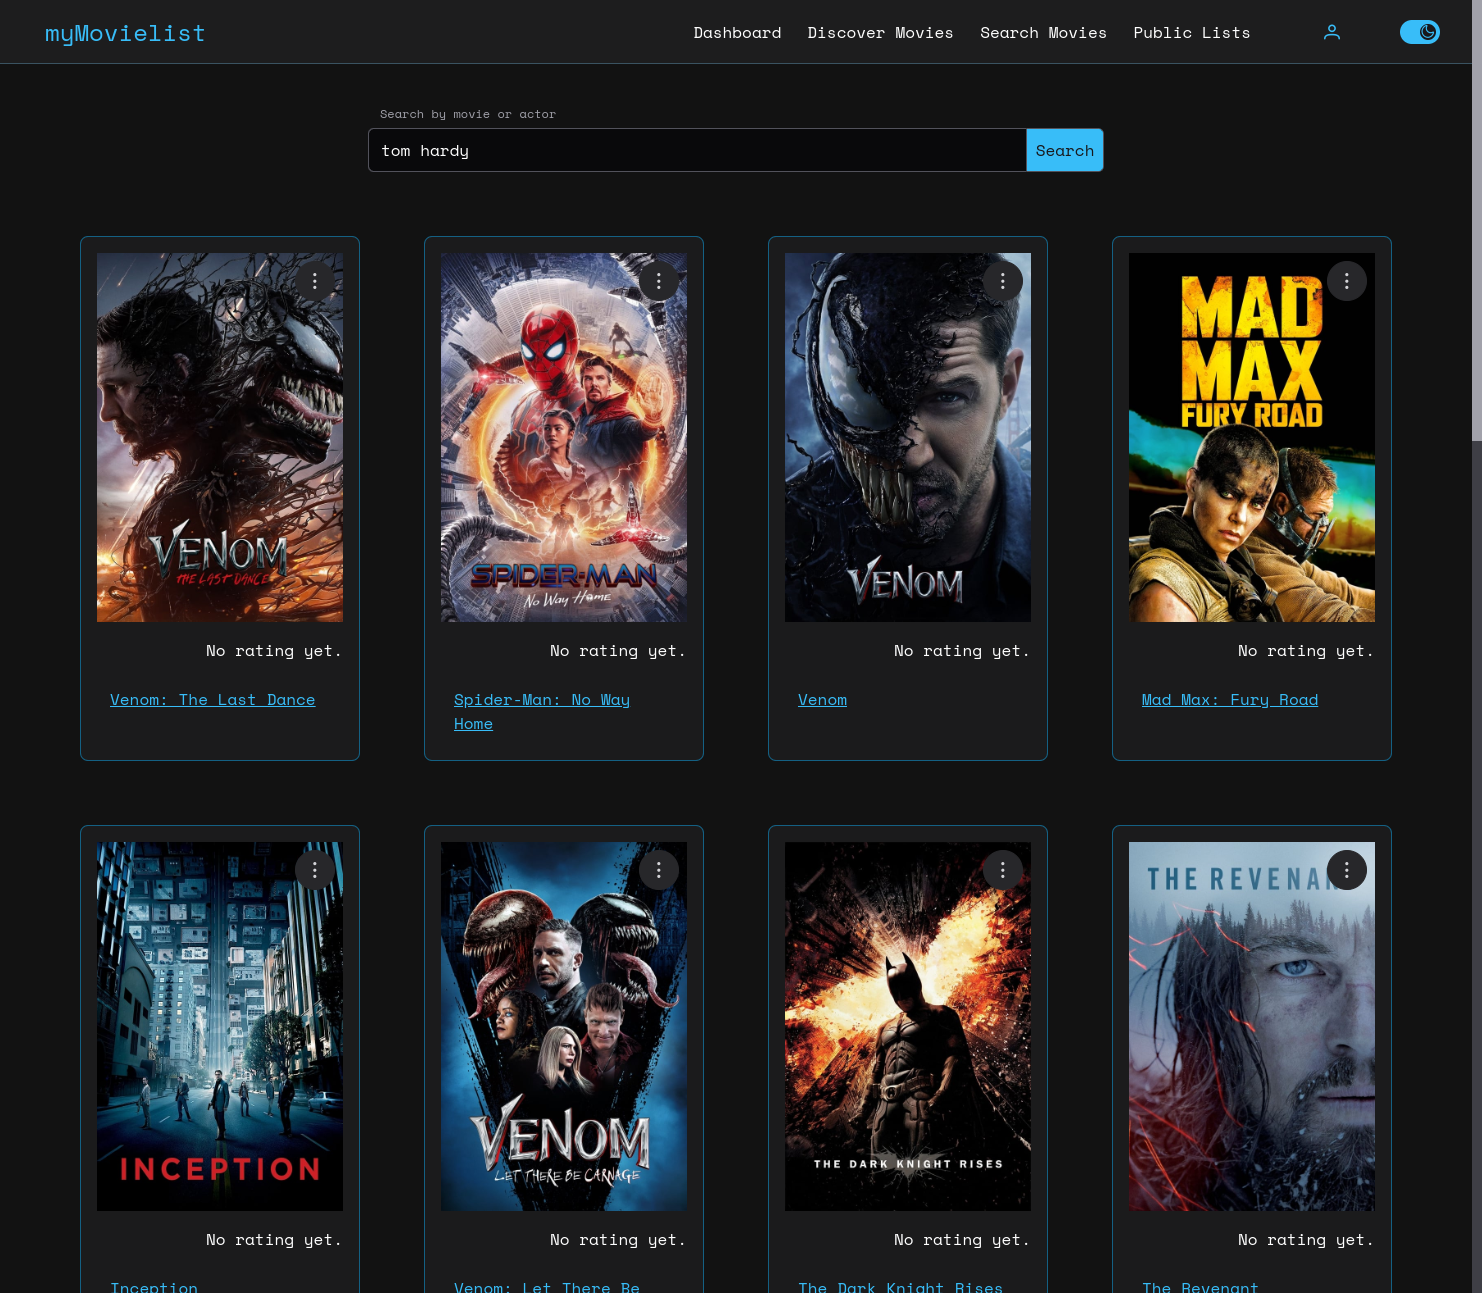 myMovielist
Dashboard Discover Movies Search Movies Public Lists
Search by movie or actor
tom hardy Search
VENOM
THE LAST DANCE
SPIDER-MAN
No Way Home
VENOM
MAD
MAX
FURY ROAD
No rating yet. No rating yet. No rating yet. No rating yet.
Venom: The Last Dance
Spider-Man: No Way
Home
Venom
Mad Max: Fury Road
INCEPTION
VENOM
LET THERE BE CARNAGE
THE DARK KNIGHT RISES
THE REVENAN
No rating yet. No rating yet. No rating yet. No rating yet.
Inception
Venom: Let There Be
The Dark Knight Rises
The Revenant